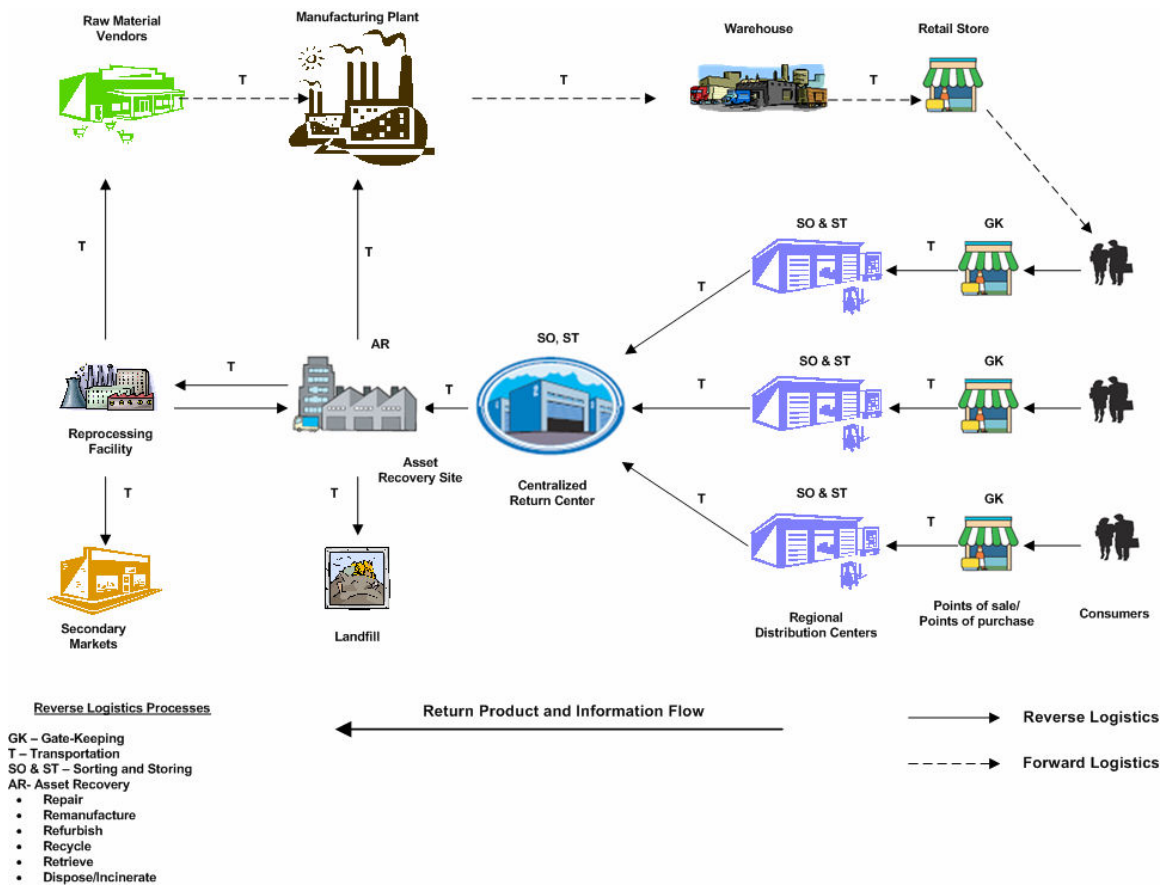 Raw Material
Vendors
Manufacturing Plant
Warehouse
Retail Store
T
T
T
T
T
SO & ST
GK
T
T
T
AR
SO, ST
SO & ST
GK
T
T
T
T
Reprocessing
Facility
Asset
Recovery Site
Centralized
Return Center
T
T
SO & ST
GK
T
T
Secondary
Markets
Landfill
Regional
Distribution Centers
Points of sale/
Points of purchase
Consumers
Reverse Logistics Processes
GK – Gate-Keeping
T – Transportation
SO & ST – Sorting and Storing
AR- Asset Recovery
• Repair
• Remanufacture
• Refurbish
• Recycle
• Retrieve
• Dispose/Incinerate
Return Product and Information Flow
Reverse Logistics
Forward Logistics